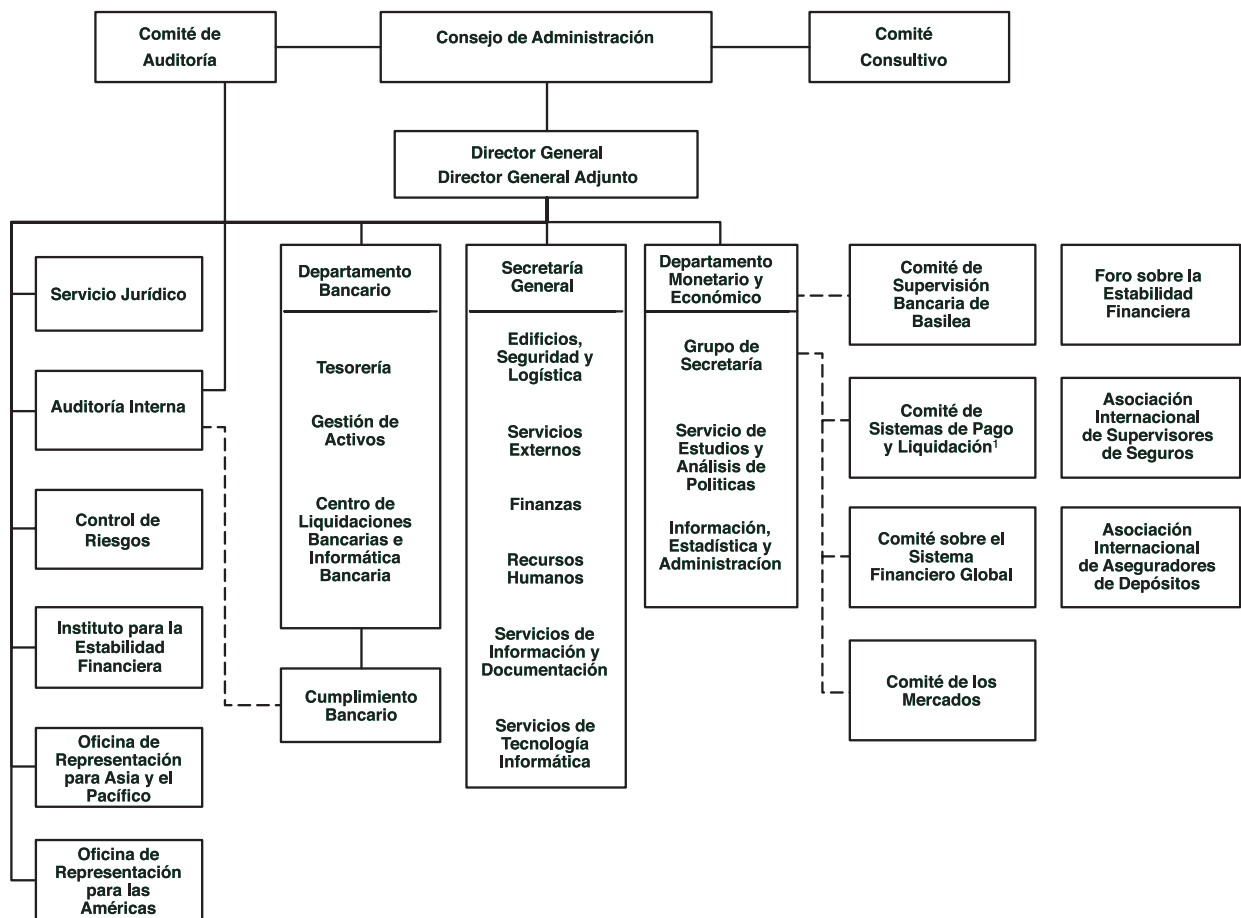 Comité de
Auditoría
Consejo de Administración
Comité
Consultivo
Director General
Director General Adjunto
Servicio Jurídico
Auditoría Interna
Control de
Riesgos
Instituto para la
Estabilidad
Financiera
Oficina de
Representación
para Asia y el
Pacífico
Oficina de
Representación
para las
Américas
Departamento
Bancario
Tesorería
Gestión de
Activos
Centro de
Liquidaciones
Bancarias e
Informática
Bancaria
Cumplimiento
Bancario
Secretaría
General
Edificios,
Seguridad y
Logística
Servicios
Externos
Finanzas
Recursos
Humanos
Servicios de
Información y
Documentación
Servicios de
Tecnología
Informática
Departamento
Monetario y
Económico
Grupo de
Secretaría
Servicio de
Estudios y
Análisis de
Politicas
Información,
Estadística y
Administracíon
Comité de
Supervisión
Bancaria de
Basilea
Comité de
Sistemas de Pago
y Liquidación¹
Comité sobre el
Sistema
Financiero Global
Comité de los
Mercados
Foro sobre la
Estabilidad
Financiera
Asociación
Internacional
de Supervisores
de Seguros
Asociación
Internacional
de Aseguradores
de Depósitos